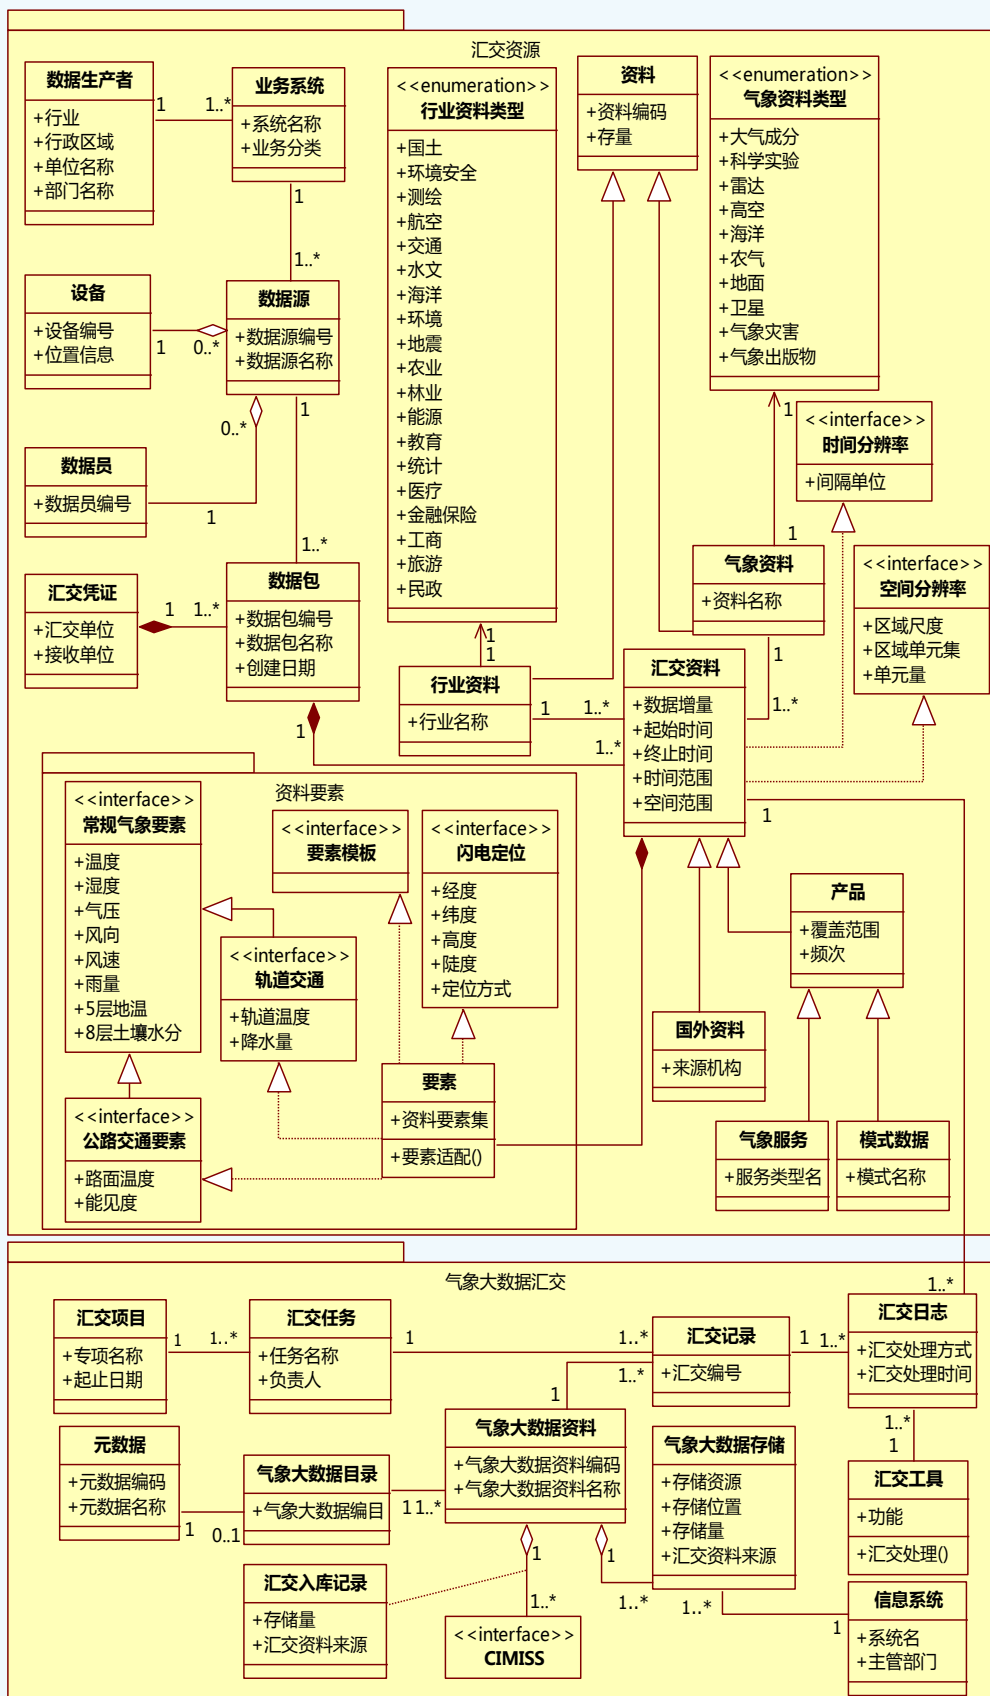 汇交资源
数据生产者
+行业
+行政区域
+单位名称
+部门名称
1
1..*
业务系统
+系统名称
+业务分类
1
1..*
<<enumeration>>
行业资料类型
+国土
+环境安全
+测绘
+航空
+交通
+水文
+海洋
+环境
+地震
+农业
+林业
+能源
+教育
+统计
+医疗
+金融保险
+工商
+旅游
+民政
资料
+资料编码
+存量
<<enumeration>>
气象资料类型
+大气成分
+科学实验
+雷达
+高空
+海洋
+农气
+地面
+卫星
+气象灾害
+气象出版物
设备
+设备编号
+位置信息
1
0..*
数据源
+数据源编号
+数据源名称
0..*
1
数据员
+数据员编号
1
1..*
1
<<interface>>
时间分辨率
+间隔单位
汇交凭证
+汇交单位
+接收单位
1
1..*
数据包
+数据包编号
+数据包名称
+创建日期
1
1
1
气象资料
+资料名称
<<interface>>
空间分辨率
+区域尺度
+区域单元集
+单元量
行业资料
+行业名称
1
1..*
1
1..*
汇交资料
+数据增量
+起始时间
+终止时间
+时间范围
+空间范围
1
1..*
1
资料要素
<<interface>>
常规气象要素
+温度
+湿度
+气压
+风向
+风速
+雨量
+5层地温
+8层土壤水分
<<interface>>
要素模板
<<interface>>
闪电定位
+经度
+纬度
+高度
+陡度
+定位方式
<<interface>>
轨道交通
+轨道温度
+降水量
产品
+覆盖范围
+频次
国外资料
+来源机构
要素
+资料要素集
+要素适配()
<<interface>>
公路交通要素
+路面温度
+能见度
气象服务
+服务类型名
模式数据
+模式名称
气象大数据汇交
1..*
汇交项目
+专项名称
+起止日期
1
1..*
汇交任务
+任务名称
+负责人
1
1..*
汇交记录
+汇交编号
1
1..*
汇交日志
+汇交处理方式
+汇交处理时间
1..*
1
1..*
1
元数据
+元数据编码
+元数据名称
1
0..1
气象大数据目录
+气象大数据编目
1
1..*
气象大数据资料
+气象大数据资料编码
+气象大数据资料名称
气象大数据存储
+存储资源
+存储位置
+存储量
+汇交资料来源
汇交工具
+功能
+汇交处理()
1
1
汇交入库记录
+存储量
+汇交资料来源
1..*
1..*
<<interface>>
CIMISS
1..*
1
信息系统
+系统名
+主管部门